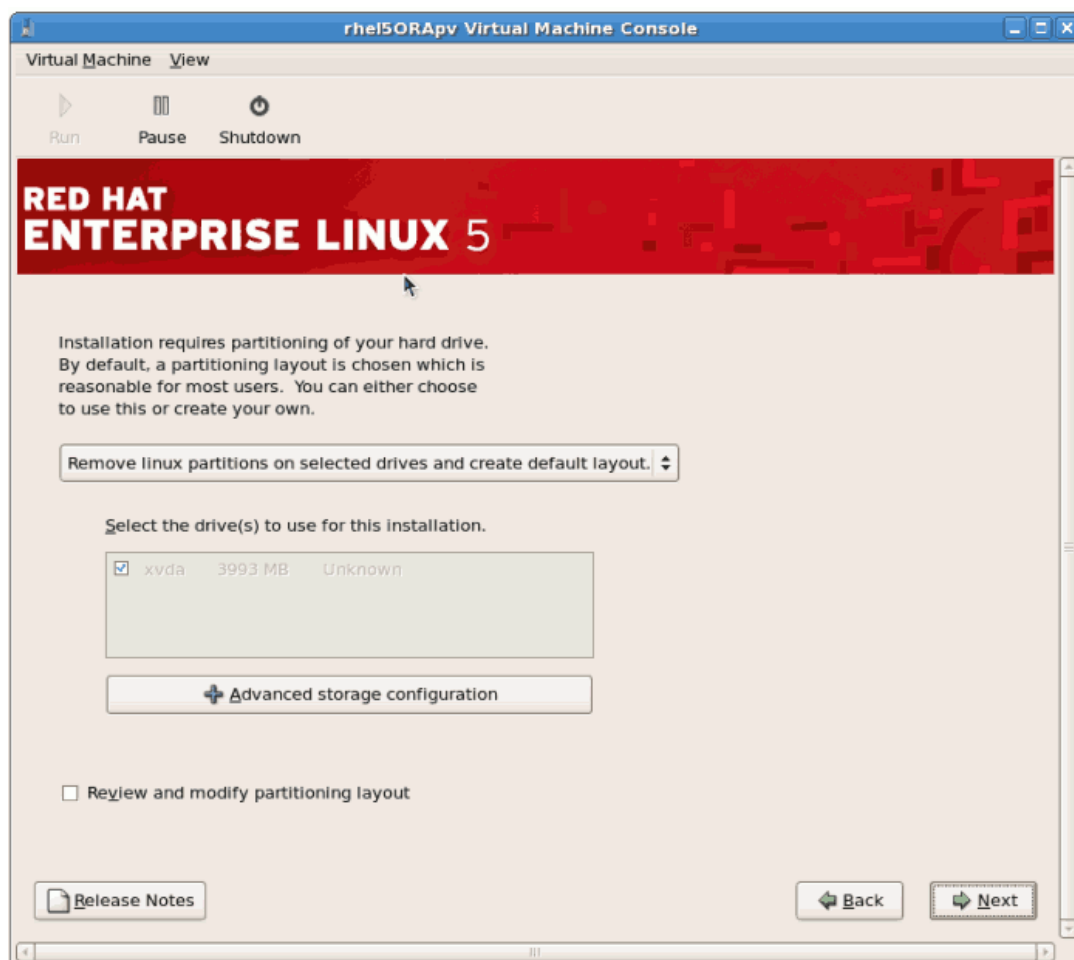 rhel5ORApv Virtual Machine Console
Virtual Machine View
Run Pause Shutdown
RED HAT
ENTERPRISE LINUX 5
Installation requires partitioning of your hard drive.
By default, a partitioning layout is chosen which is
reasonable for most users.  You can either choose
to use this or create your own.
Remove linux partitions on selected drives and create default layout.
Select the drive(s) to use for this installation.
xvda 3993 MB Unknown
Advanced storage configuration
Review and modify partitioning layout
Release Notes Back Next